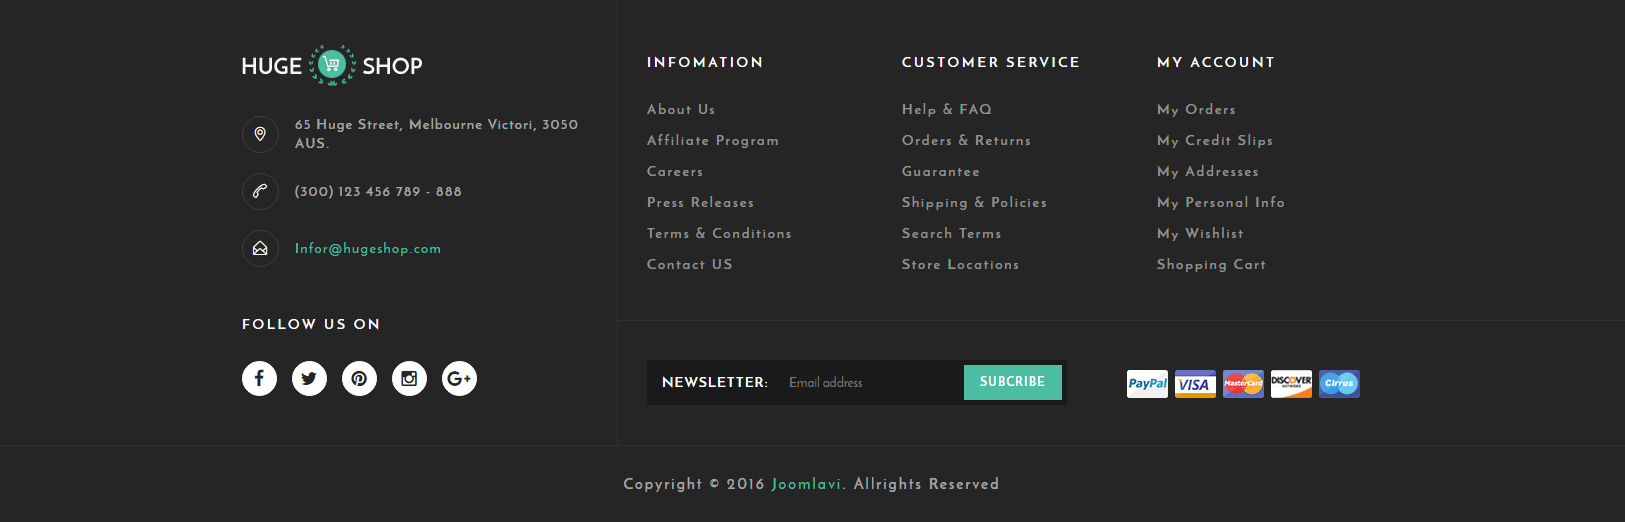 HUGE SHOP
65 Huge Street, Melbourne Victori, 3050
AUS.
(300) 123 456 789 - 888
Infor@hugeshop.com
FOLLOW US ON
INFOMATION
About Us
Affiliate Program
Careers
Press Releases
Terms & Conditions
Contact US
CUSTOMER SERVICE
Help & FAQ
Orders & Returns
Guarantee
Shipping & Policies
Search Terms
Store Locations
MY ACCOUNT
My Orders
My Credit Slips
My Addresses
My Personal Info
My Wishlist
Shopping Cart
NEWSLETTER: Email address SUBCRIBE
PayPal VISA MasterCard DISCOVER NETWORK Cirrus
Copyright © 2016 Joomlavi. Allrights Reserved